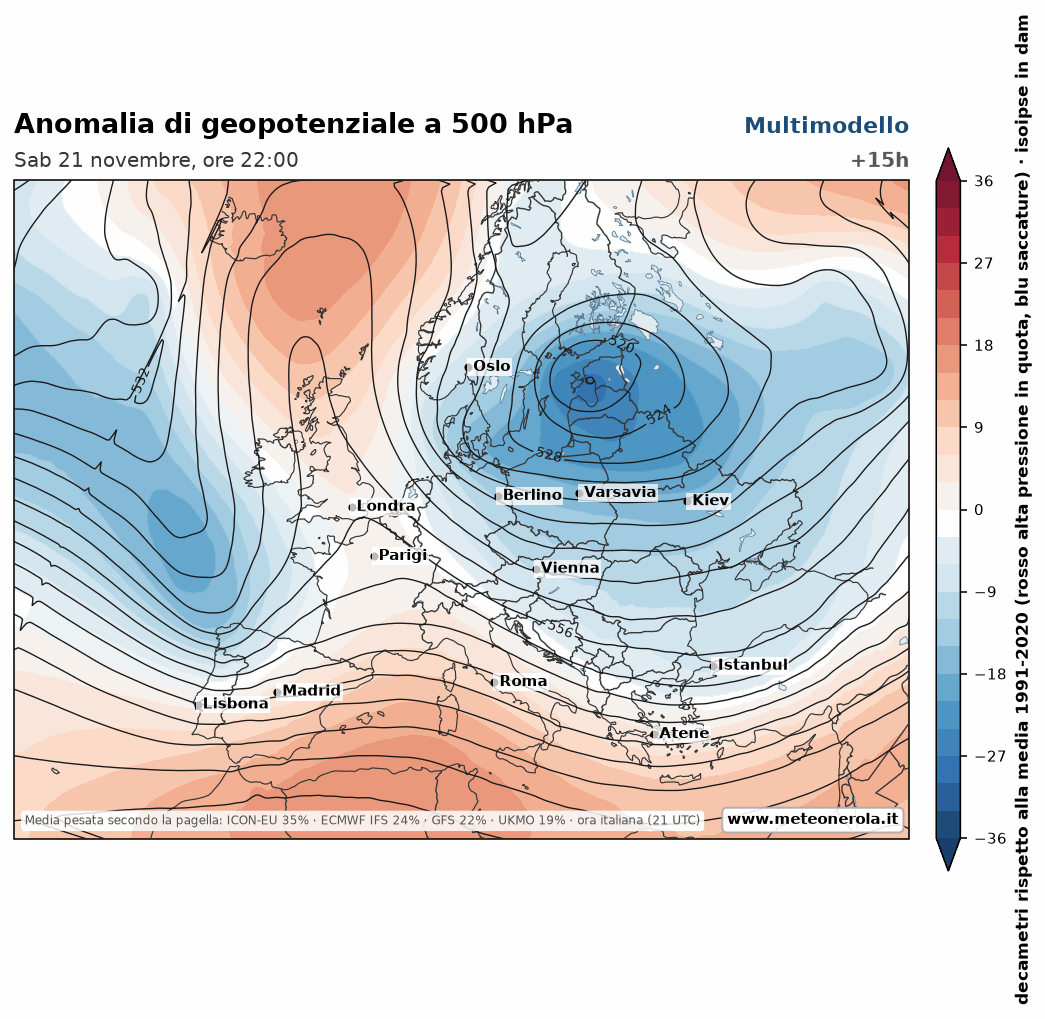 Anomalia di geopotenziale a 500 hPa
Multimodello
Sab 21 novembre, ore 22:00
+15h
532
530
524
528
556
Oslo
Berlino
Varsavia
Kiev
Londra
Parigi
Vienna
Istanbul
Madrid
Roma
Lisbona
Atene
Media pesata secondo la pagella: ICON-EU 35% · ECMWF IFS 24% · GFS 22% · UKMO 19% · ora italiana (21 UTC)
www.meteonerola.it
36
27
18
9
0
−9
−18
−27
−36
decametri rispetto alla media 1991-2020 (rosso alta pressione in quota, blu saccature) · isoipse in dam